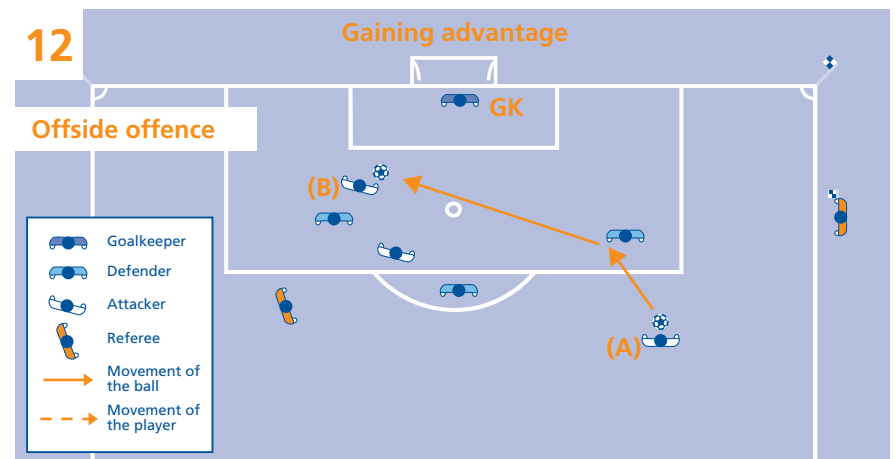 12
Gaining advantage
GK
Offside offence
(B)
Goalkeeper
Defender
Attacker
Referee
Movement of
the ball
Movement of
the player
(A)